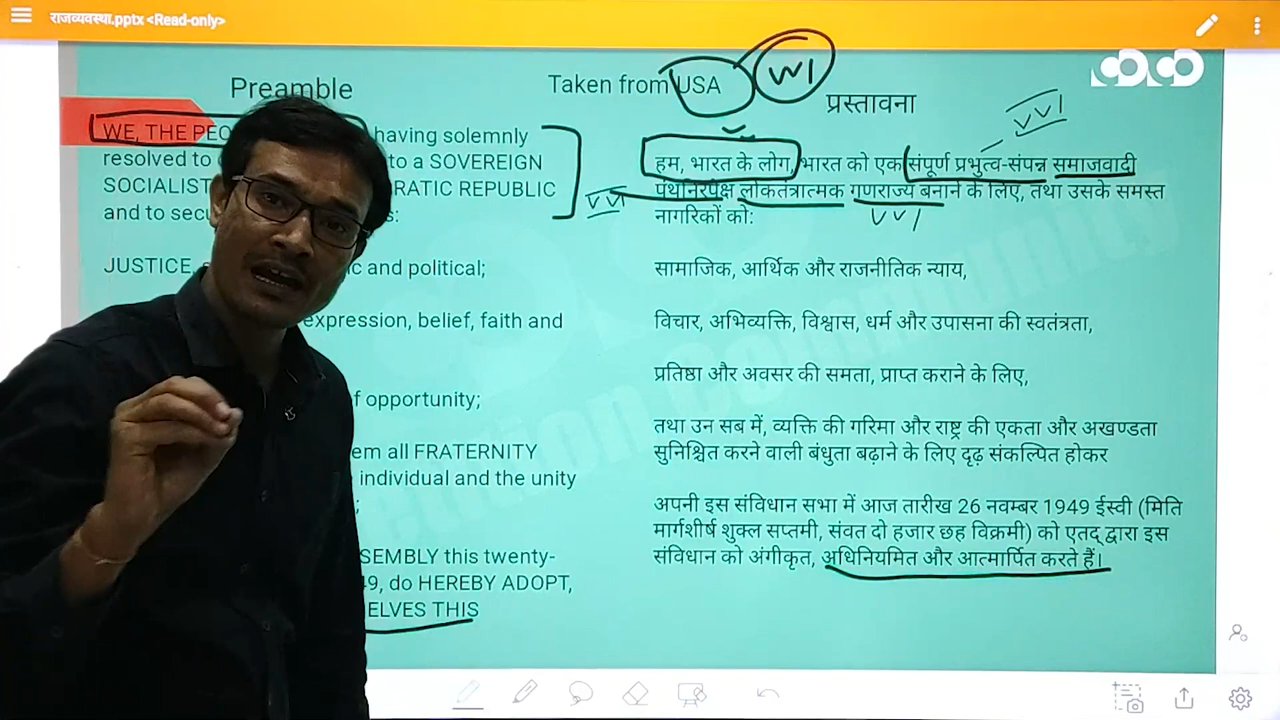 राजव्यवस्था.pptx <Read-only>
Preamble
Taken from USA
VVI
प्रस्तावना
VVI
WE, THE PEO having solemnly
resolved to to a SOVEREIGN
SOCIALIST RATIC REPUBLIC
and to secu s:
JUSTICE, ic and political;
expression, belief, faith and
f opportunity;
em all FRATERNITY
individual and the unity
;
SEMBLY this twenty-
49, do HEREBY ADOPT,
ELVES THIS
हम, भारत के लोग, भारत को एक संपूर्ण प्रभुत्व-संपन्न समाजवादी
पंथनिरपेक्ष लोकतंत्रात्मक गणराज्य बनाने के लिए, तथा उसके समस्त
नागरिकों को:
VVI
VVI
सामाजिक, आर्थिक और राजनीतिक न्याय,
विचार, अभिव्यक्ति, विश्वास, धर्म और उपासना की स्वतंत्रता,
प्रतिष्ठा और अवसर की समता, प्राप्त कराने के लिए,
तथा उन सब में, व्यक्ति की गरिमा और राष्ट्र की एकता और अखण्डता
सुनिश्चित करने वाली बंधुता बढ़ाने के लिए दृढ़ संकल्पित होकर
अपनी इस संविधान सभा में आज तारीख 26 नवम्बर 1949 ईस्वी (मिति
मार्गशीर्ष शुक्ल सप्तमी, संवत दो हजार छह विक्रमी) को एतद् द्वारा इस
संविधान को अंगीकृत, अधिनियमित और आत्मार्पित करते हैं।